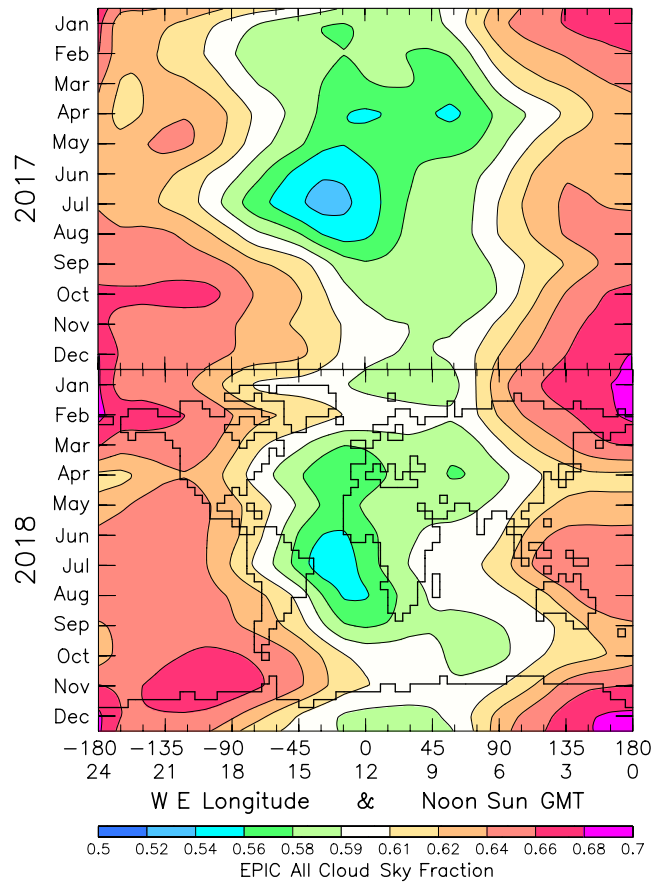 2017
Jan
Feb
Mar
Apr
May
Jun
Jul
Aug
Sep
Oct
Nov
Dec
2018
Jan
Feb
Mar
Apr
May
Jun
Jul
Aug
Sep
Oct
Nov
Dec
−180 −135 −90 −45 0 45 90 135 180
24 21 18 15 12 9 6 3 0
W E Longitude & Noon Sun GMT
0.5 0.52 0.54 0.56 0.58 0.59 0.61 0.62 0.64 0.66 0.68 0.7
EPIC All Cloud Sky Fraction